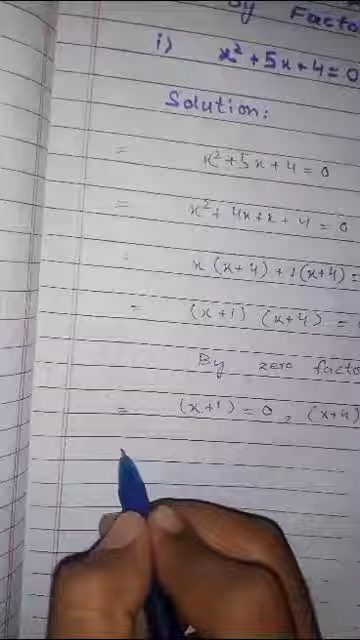 By Facto
i) x² + 5x + 4 = 0
Solution:
= x² + 5x + 4 = 0
= x² + 4x + x + 4 = 0
= x (x+4) + 1 (x+4) =
= (x+1) (x+4) =
By zero facto
= (x+1) = 0, (x+4)